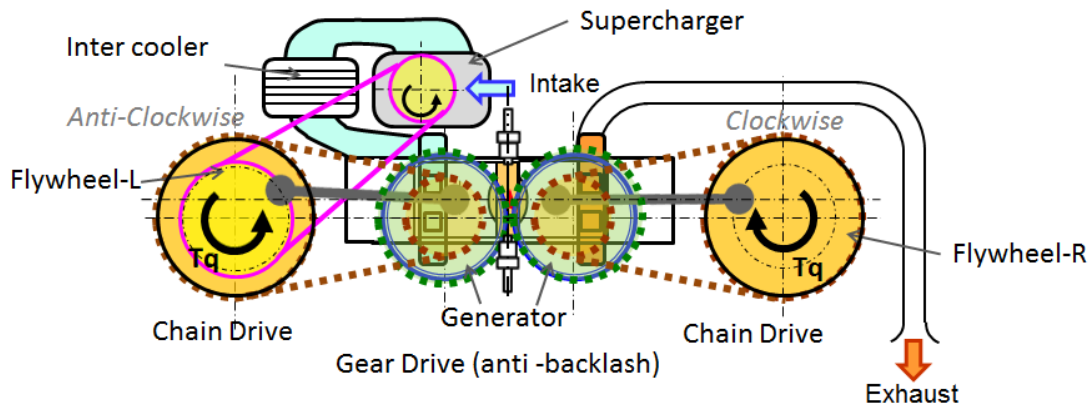 Supercharger
Inter cooler
Intake
Anti-Clockwise
Clockwise
Flywheel-L
Flywheel-R
Tq
Tq
Generator
Chain Drive
Chain Drive
Gear Drive (anti -backlash)
Exhaust